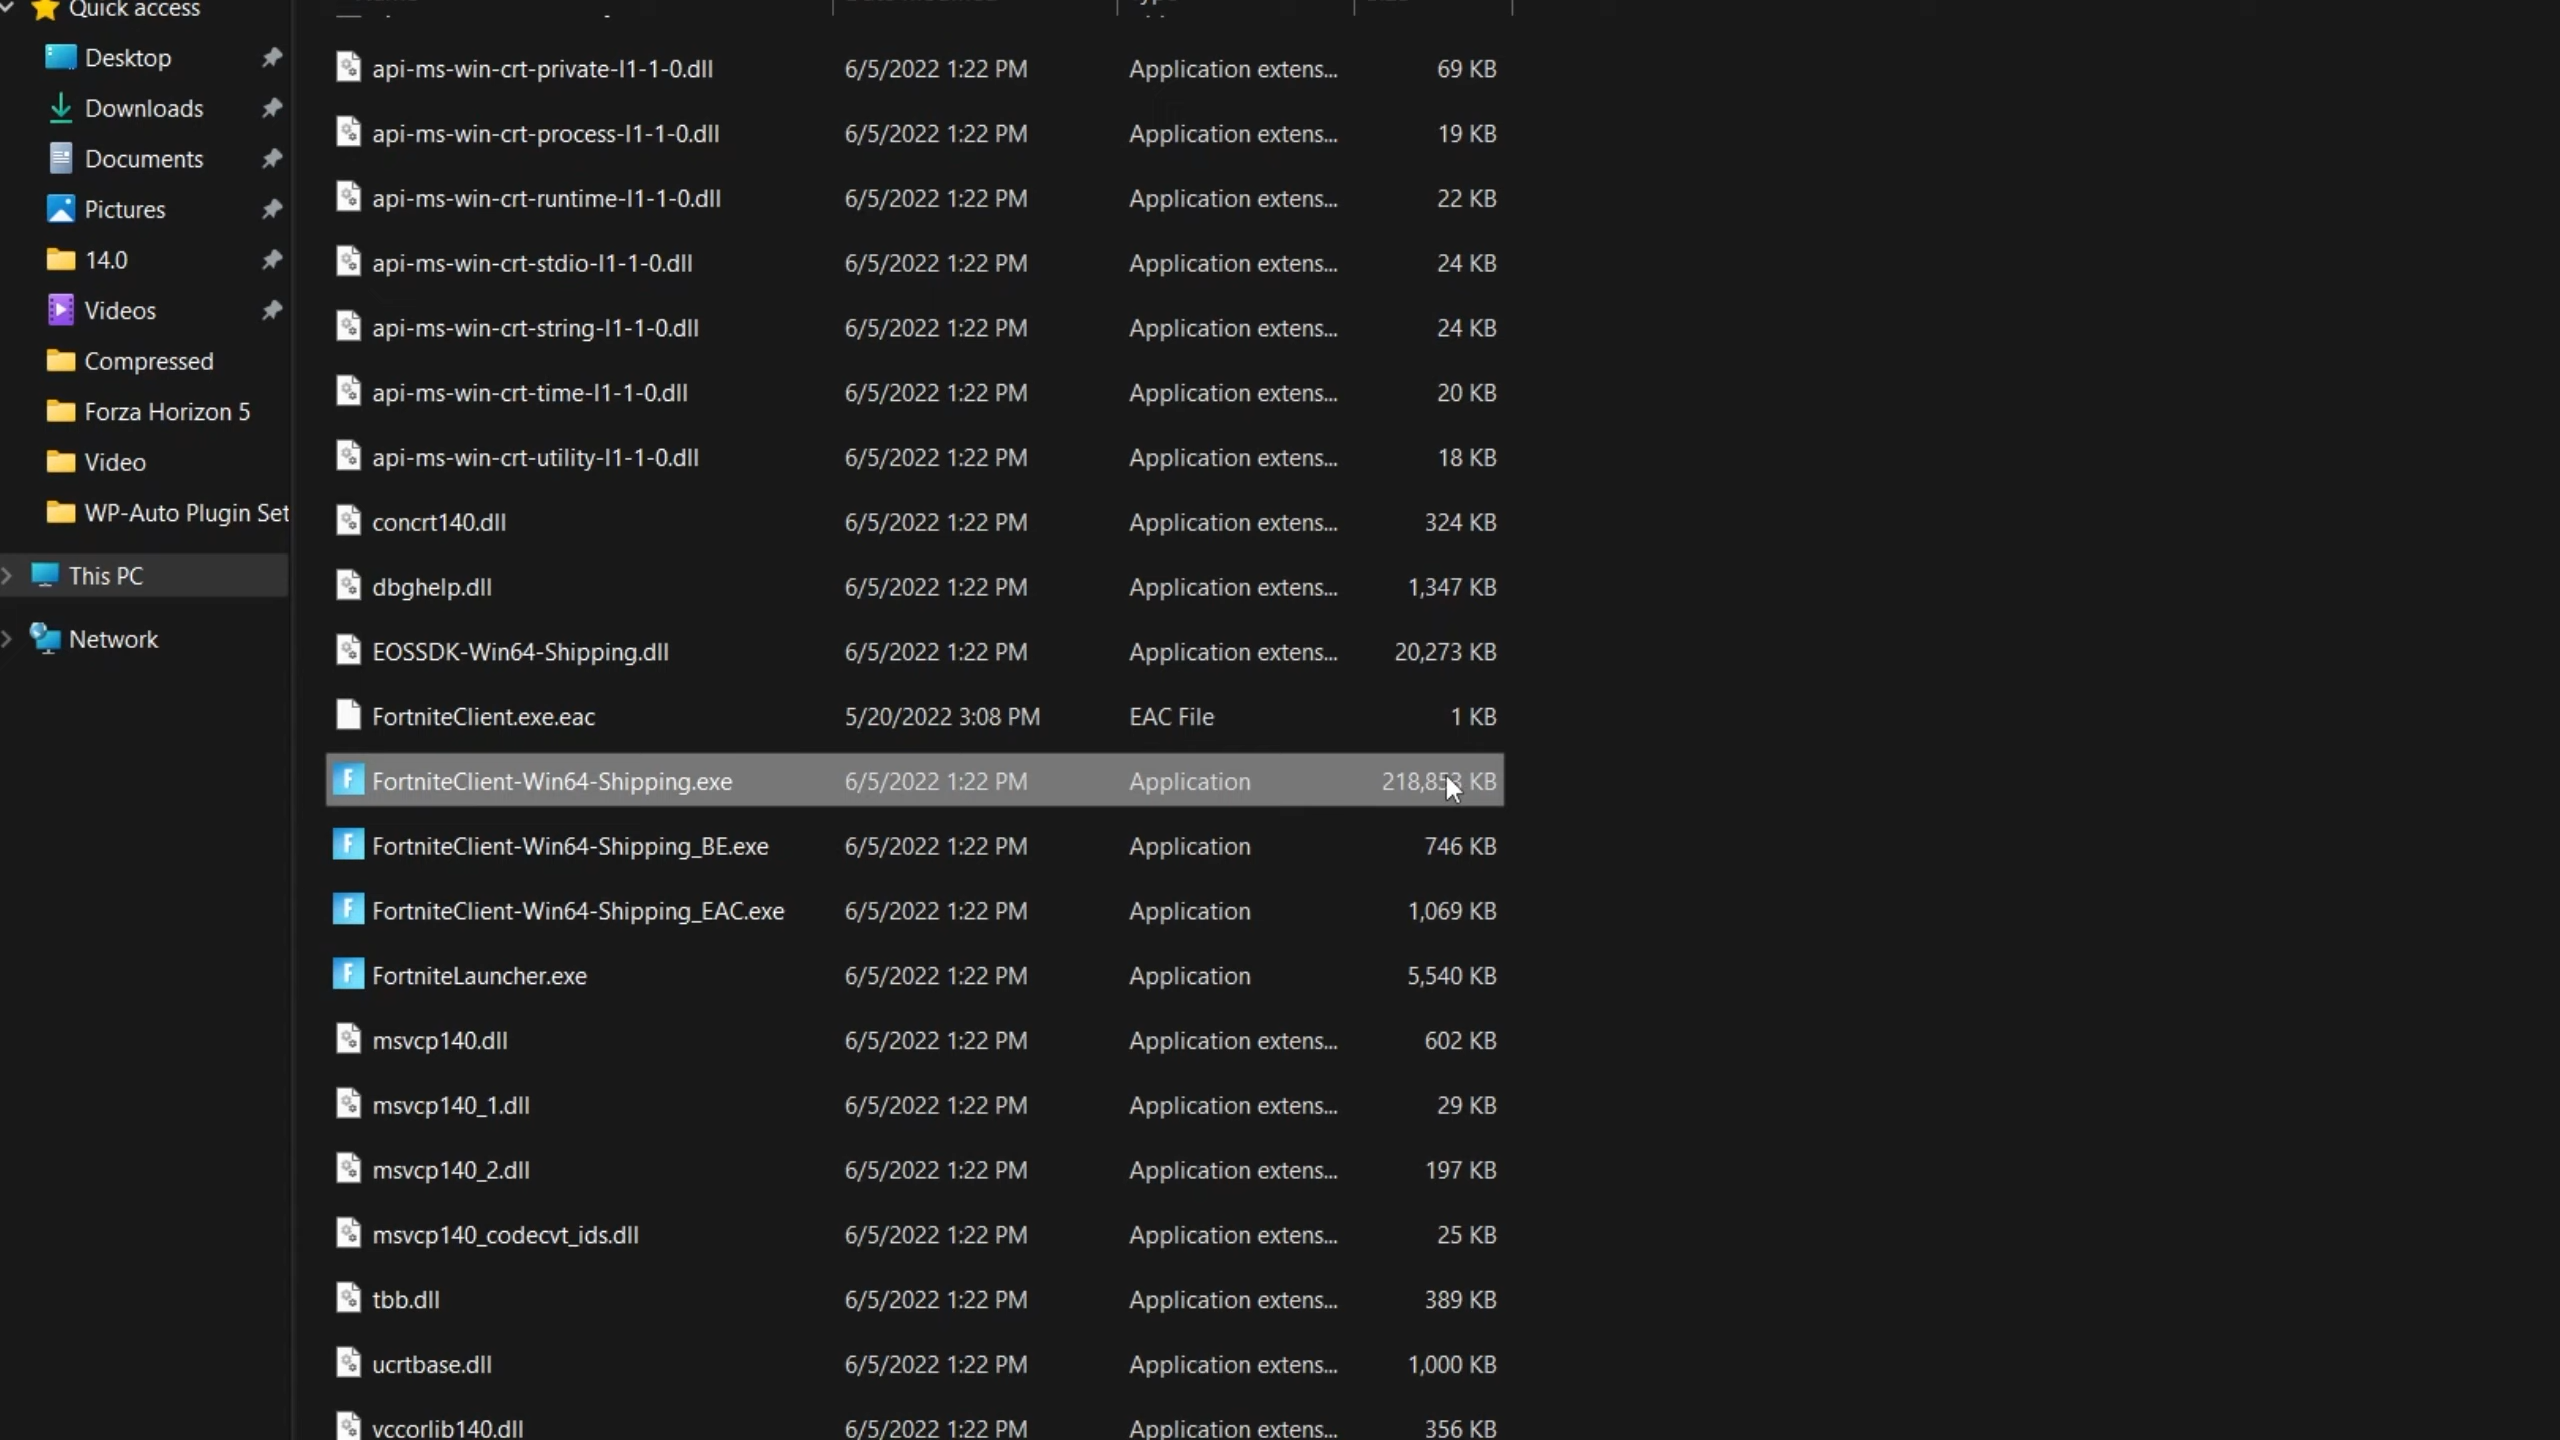 Quick access
Desktop
Downloads
Documents
Pictures
14.0
Videos
Compressed
Forza Horizon 5
Video
WP-Auto Plugin Set
This PC
Network
api-ms-win-crt-private-l1-1-0.dll 6/5/2022 1:22 PM Application extens... 69 KB
api-ms-win-crt-process-l1-1-0.dll 6/5/2022 1:22 PM Application extens... 19 KB
api-ms-win-crt-runtime-l1-1-0.dll 6/5/2022 1:22 PM Application extens... 22 KB
api-ms-win-crt-stdio-l1-1-0.dll 6/5/2022 1:22 PM Application extens... 24 KB
api-ms-win-crt-string-l1-1-0.dll 6/5/2022 1:22 PM Application extens... 24 KB
api-ms-win-crt-time-l1-1-0.dll 6/5/2022 1:22 PM Application extens... 20 KB
api-ms-win-crt-utility-l1-1-0.dll 6/5/2022 1:22 PM Application extens... 18 KB
concrt140.dll 6/5/2022 1:22 PM Application extens... 324 KB
dbghelp.dll 6/5/2022 1:22 PM Application extens... 1,347 KB
EOSSDK-Win64-Shipping.dll 6/5/2022 1:22 PM Application extens... 20,273 KB
FortniteClient.exe.eac 5/20/2022 3:08 PM EAC File 1 KB
FortniteClient-Win64-Shipping.exe 6/5/2022 1:22 PM Application KB
FortniteClient-Win64-Shipping_BE.exe 6/5/2022 1:22 PM Application 746 KB
FortniteClient-Win64-Shipping_EAC.exe 6/5/2022 1:22 PM Application 1,069 KB
FortniteLauncher.exe 6/5/2022 1:22 PM Application 5,540 KB
msvcp140.dll 6/5/2022 1:22 PM Application extens... 602 KB
msvcp140_1.dll 6/5/2022 1:22 PM Application extens... 29 KB
msvcp140_2.dll 6/5/2022 1:22 PM Application extens... 197 KB
msvcp140_codecvt_ids.dll 6/5/2022 1:22 PM Application extens... 25 KB
tbb.dll 6/5/2022 1:22 PM Application extens... 389 KB
ucrtbase.dll 6/5/2022 1:22 PM Application extens... 1,000 KB
vccorlib140.dll 6/5/2022 1:22 PM Application extens... 356 KB